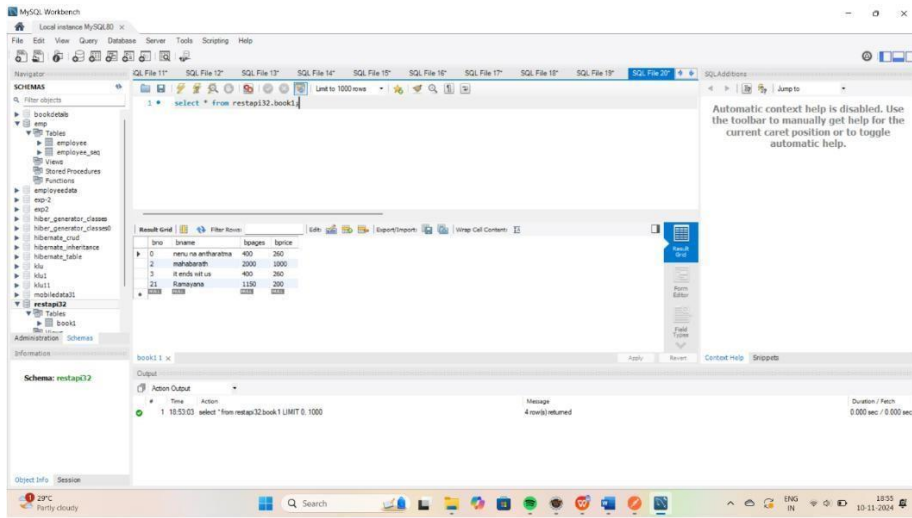 MySQL Workbench
Local instance MySQL80 ×
File Edit View Query Database Server Tools Scripting Help
Navigator
SQL File 11* SQL File 12* SQL File 13* SQL File 14* SQL File 15* SQL File 16* SQL File 17* SQL File 18* SQL File 19* SQL File 20*
SQLAdditions
SCHEMAS
Filter objects
Limit to 1000 rows
Jump to
1 select * from restapi32.book1;
Automatic context help is disabled. Use
the toolbar to manually get help for the
current caret position or to toggle
automatic help.
bookdetails
emp
Tables
employee
employee_seq
Views
Stored Procedures
Functions
employeedata
exp-2
exp2
hiber_generator_classes
hiber_generator_classes0
hibernate_crud
hibernate_inheritance
hibernate_table
klu
klu1
klu11
mobiledata31
restapi32
Tables
book1
Views
Administration Schemas
Information
Schema: restapi32
Object Info Session
Result Grid Filter Rows: Edit: Export/Import: Wrap Cell Content:
bno bname bpages bprice
0 nenu na antharatma 400 260
2 mahabarath 2000 1000
3 it ends wit us 400 260
21 Ramayana 1150 200
NULL NULL NULL NULL
Result
Grid
Form
Editor
Field
Types
book1 1 ×
Apply Revert
Context Help Snippets
Output
Action Output
# Time Action Message Duration / Fetch
1 18:53:03 select * from restapi32.book1 LIMIT 0, 1000 4 row(s) returned 0.000 sec / 0.000 sec
29°C
Partly cloudy
Search
ENG
IN
18:55
10-11-2024